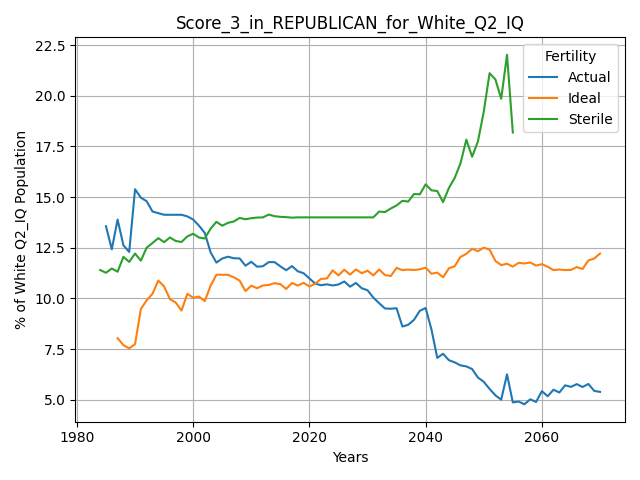 Score_3_in_REPUBLICAN_for_White_Q2_IQ
% of White Q2_IQ Population
22.5
20.0
17.5
15.0
12.5
10.0
7.5
5.0
Fertility
Actual
Ideal
Sterile
1980
2000
2020
2040
2060
Years